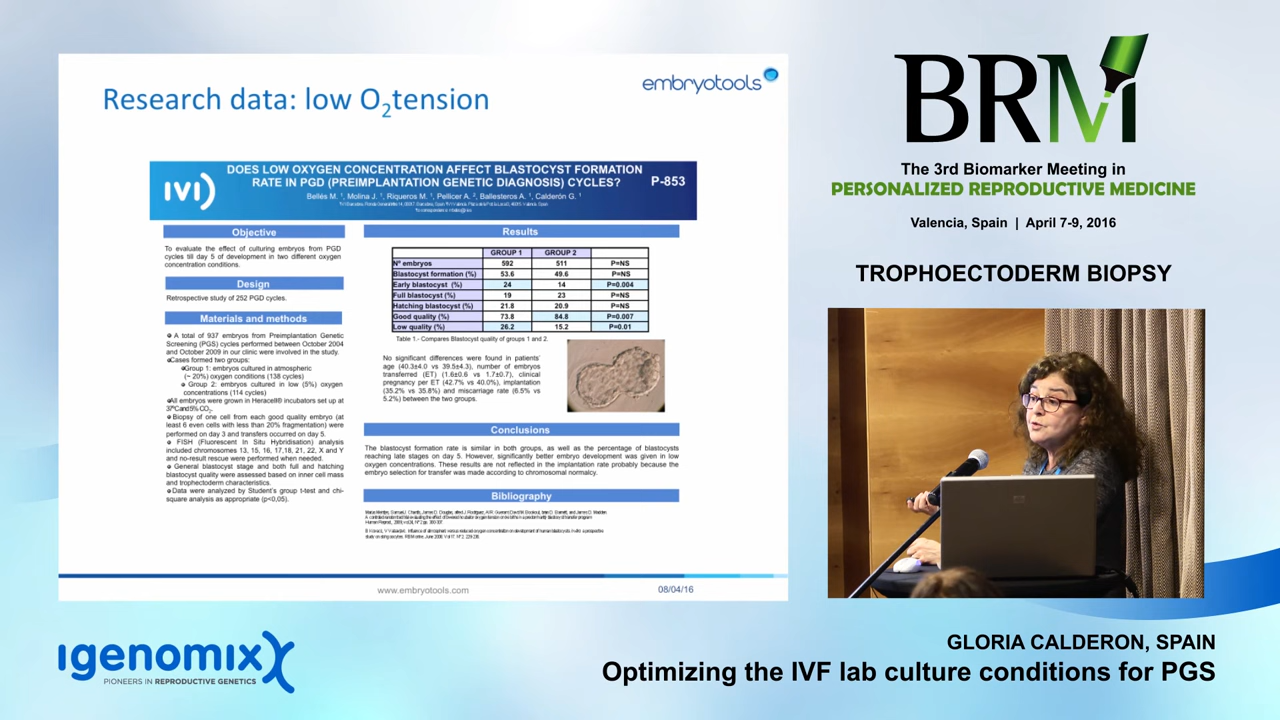 embryotools
Research data: low O2tension
IVI
DOES LOW OXYGEN CONCENTRATION AFFECT BLASTOCYST FORMATION
RATE IN PGD (PREIMPLANTATION GENETIC DIAGNOSIS) CYCLES?
P-853
Bellés M. 1, Molina J. 1, Riqueros M. 1, Pellicer A. 2, Ballesteros A. 1, Calderón G. 1
Objective
To evaluate the effect of culturing embryos from PGD
cycles till day 5 of development in two different oxygen
concentration conditions.
Design
Retrospective study of 252 PGD cycles.
Materials and methods
A total of 937 embryos from Preimplantation Genetic
Screening (PGS) cycles performed between October 2004
and October 2009 in our clinic were involved in the study.
Cases formed two groups:
Group 1: embryos cultured in atmospheric
(~ 20%) oxygen conditions (138 cycles)
Group 2: embryos cultured in low (5%) oxygen
concentrations (114 cycles)
All embryos were grown in Heracell® incubators set up at
37ºC and 5% CO2.
Biopsy of one cell from each good quality embryo (at
least 6 even cells with less than 20% fragmentation) were
performed on day 3 and transfers occurred on day 5.
FISH (Fluorescent In Situ Hybridisation) analysis
included chromosomes 13, 15, 16, 17,18, 21, 22, X and Y
and no-result rescue were performed when needed.
General blastocyst stage and both full and hatching
blastocyst quality were assessed based on inner cell mass
and trophectoderm characteristics.
Data were analyzed by Student's group t-test and chi-
square analysis as appropriate (p<0,05).
Results
GROUP 1 GROUP 2
Nº embryos 592 511 P=NS
Blastocyst formation (%) 53.6 49.6 P=NS
Early blastocyst (%) 24 14 P=0.004
Full blastocyst (%) 19 23 P=NS
Hatching blastocyst (%) 21.8 20.9 P=NS
Good quality (%) 73.8 84.8 P=0.007
Low quality (%) 26.2 15.2 P=0.01
Table 1.- Compares Blastocyst quality of groups 1 and 2.
No significant differences were found in patients'
age (40.3±4.0 vs 39.5±4.3), number of embryos
transferred (ET) (1.6±0.6 vs 1.7±0.7), clinical
pregnancy per ET (42.7% vs 40.0%), implantation
(35.2% vs 35.8%) and miscarriage rate (6.5% vs
5.2%) between the two groups.
Conclusions
The blastocyst formation rate is similar in both groups, as well as the percentage of blastocysts
reaching late stages on day 5. However, significantly better embryo development was given in low
oxygen concentrations. These results are not reflected in the implantation rate probably because the
embryo selection for transfer was made according to chromosomal normalcy.
Bibliography
www.embryotools.com
08/04/16
BRM
The 3rd Biomarker Meeting in
PERSONALIZED REPRODUCTIVE MEDICINE
Valencia, Spain | April 7-9, 2016
TROPHOECTODERM BIOPSY
hp
igenomix
PIONEERS IN REPRODUCTIVE GENETICS
GLORIA CALDERON, SPAIN
Optimizing the IVF lab culture conditions for PGS